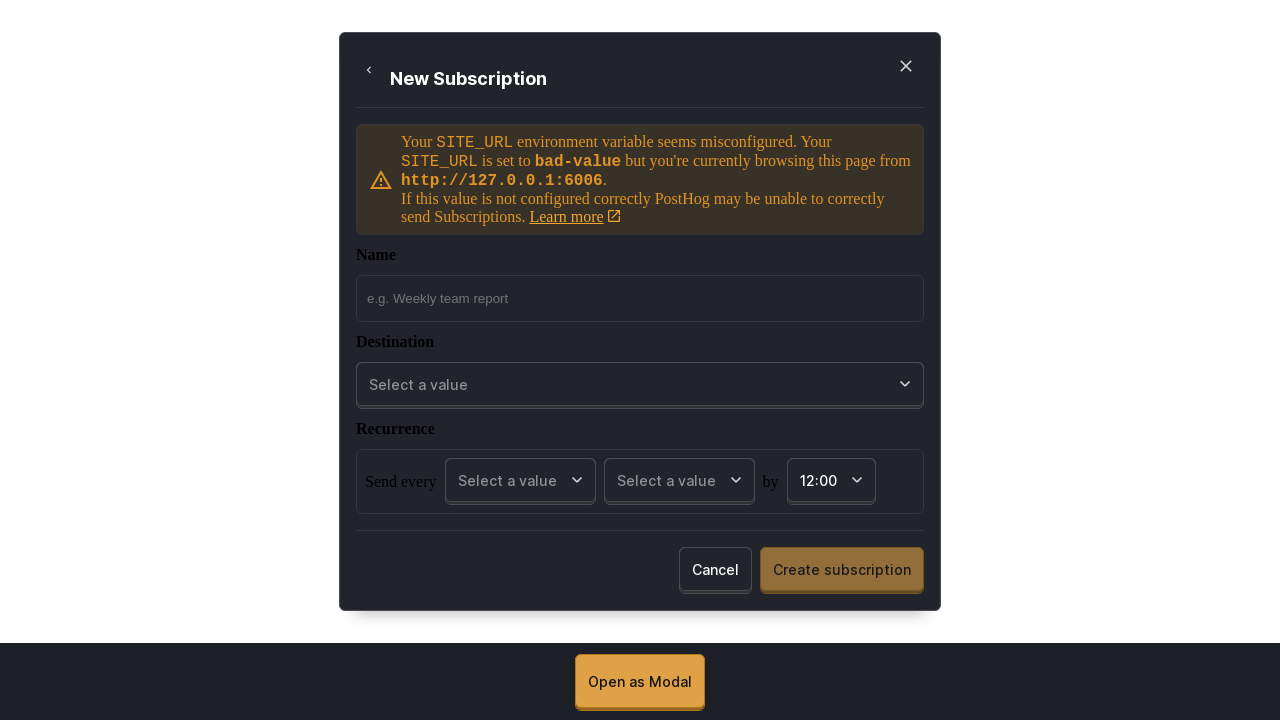 New Subscription
Your SITE_URL environment variable seems misconfigured. Your
SITE_URL is set to bad-value but you're currently browsing this page from
http://127.0.0.1:6006.
If this value is not configured correctly PostHog may be unable to correctly
send Subscriptions. Learn more
Name
e.g. Weekly team report
Destination
Select a value
Recurrence
Send every Select a value Select a value by 12:00
Cancel Create subscription
Open as Modal